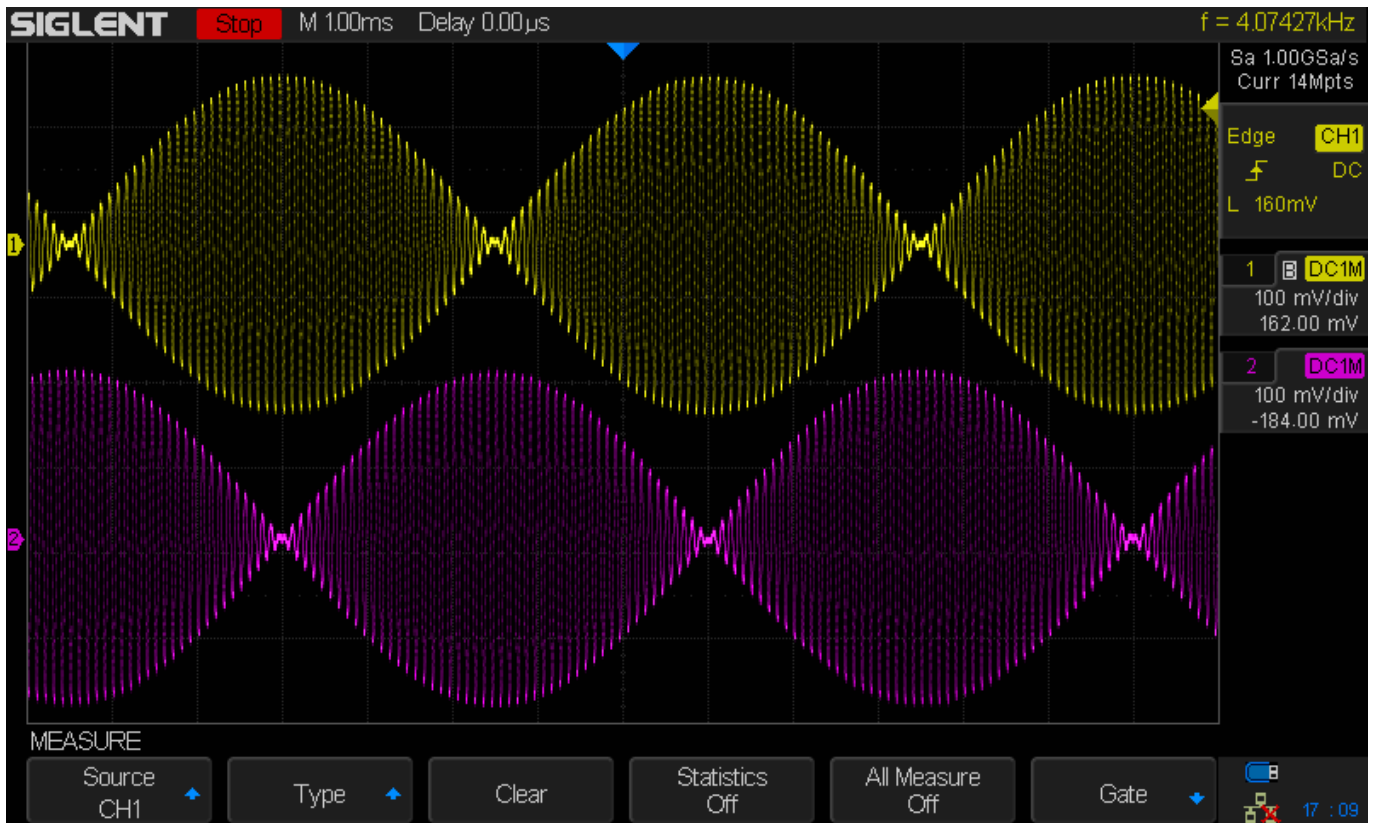 SIGLENT Stop M 1.00ms Delay 0.00µs f = 4.07427kHz
Sa 1.00GSa/s
Curr 14Mpts
Edge CH1
DC
L 160mV
1 B DC1M
100 mV/div
162.00 mV
2 DC1M
100 mV/div
-184.00 mV
1
2
MEASURE
Source
CH1
Type
Clear
Statistics
Off
All Measure
Off
Gate
17 : 09